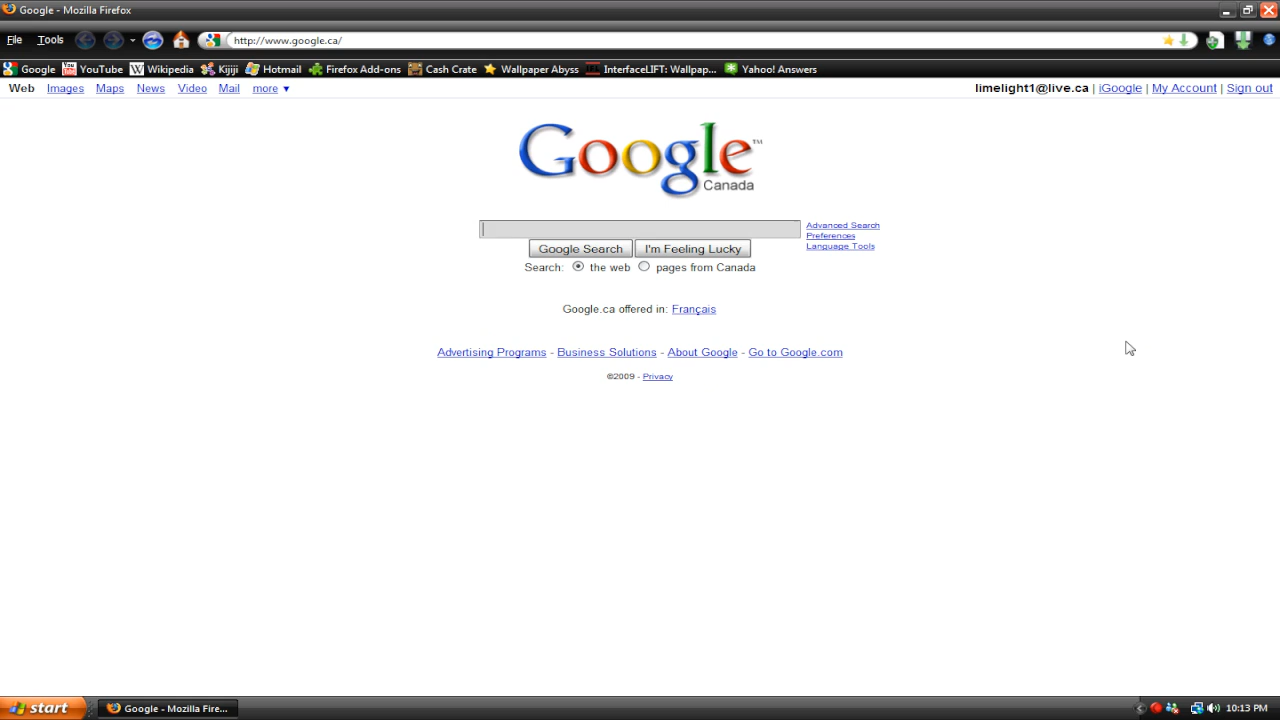 Google - Mozilla Firefox
File Tools http://www.google.ca/
Google YouTube Wikipedia Kijiji Hotmail Firefox Add-ons Cash Crate Wallpaper Abyss InterfaceLIFT: Wallpap... Yahoo! Answers
Web Images Maps News Video Mail more ▼ limelight1@live.ca | iGoogle | My Account | Sign out
Google™
Canada
Advanced Search
Preferences
Language Tools
Google Search I'm Feeling Lucky
Search: the web pages from Canada
Google.ca offered in: Français
Advertising Programs - Business Solutions - About Google - Go to Google.com
©2009 - Privacy
start Google - Mozilla Fire... 10:13 PM